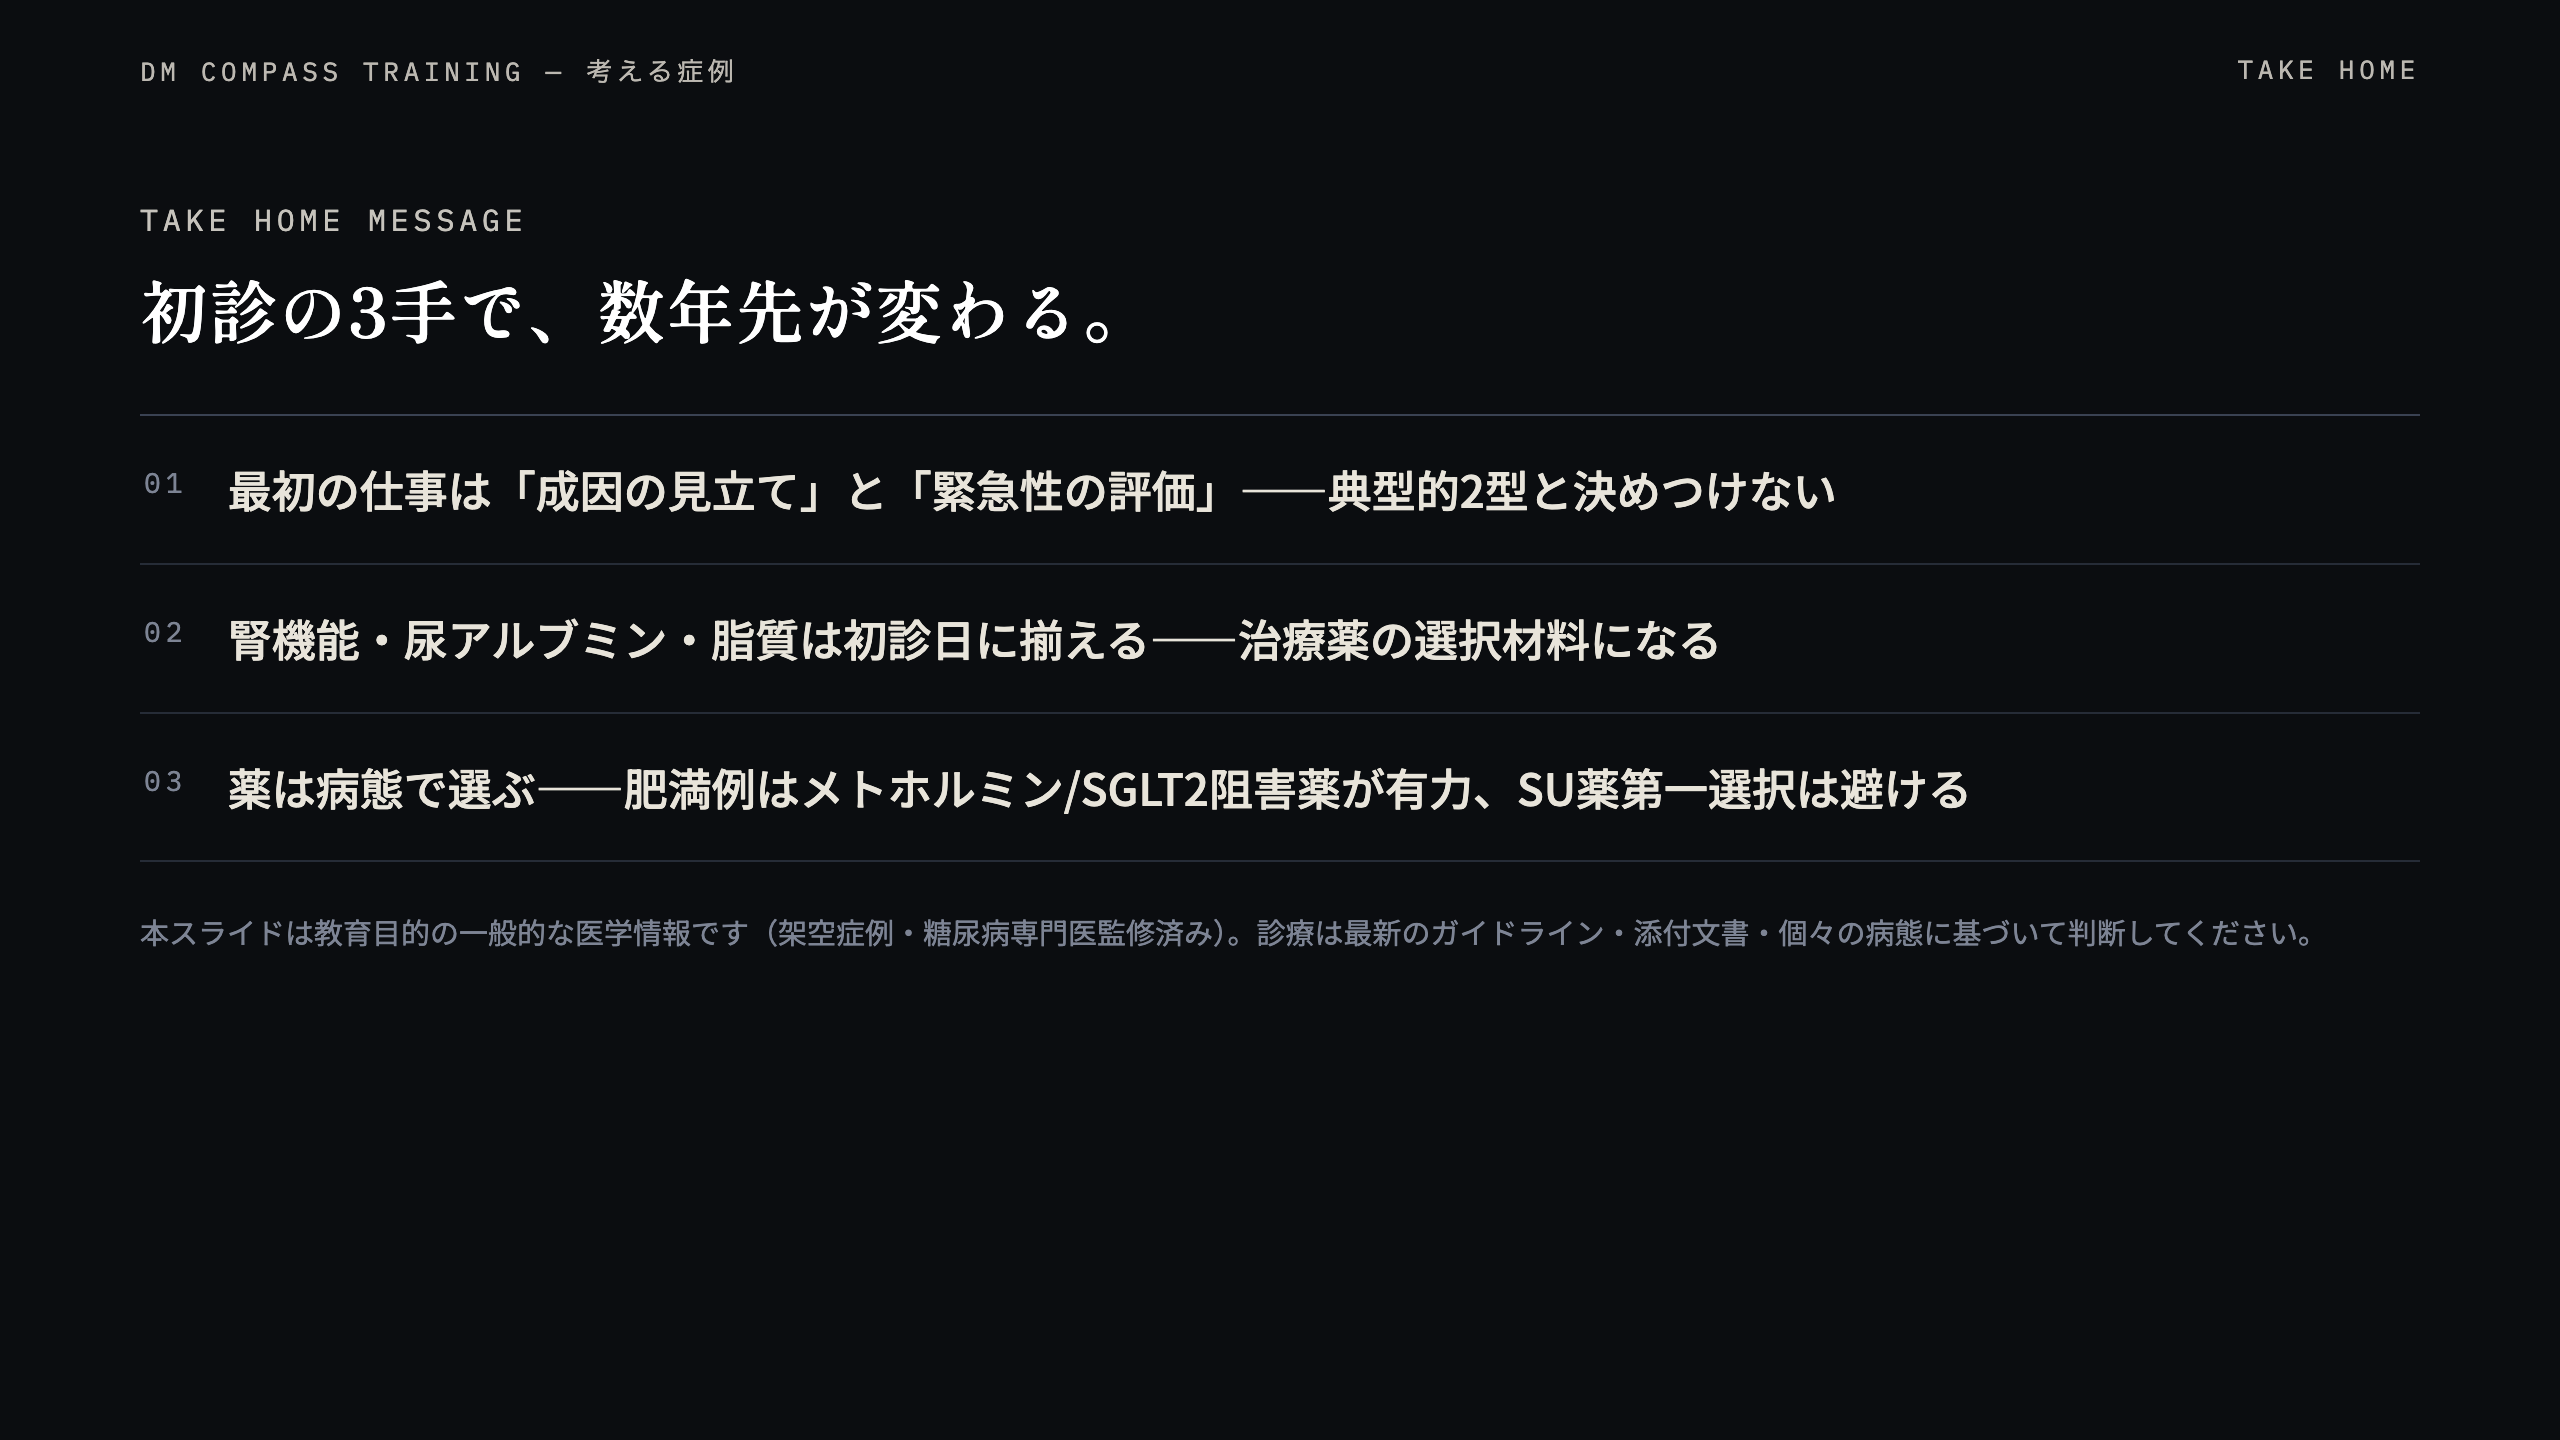 DM COMPASS TRAINING — 考える症例
TAKE HOME
TAKE HOME MESSAGE
初診の3手で、数年先が変わる。
01 最初の仕事は「成因の見立て」と「緊急性の評価」——典型的2型と決めつけない
02 腎機能・尿アルブミン・脂質は初診日に揃える——治療薬の選択材料になる
03 薬は病態で選ぶ——肥満例はメトホルミン/SGLT2阻害薬が有力、SU薬第一選択は避ける
本スライドは教育目的の一般的な医学情報です（架空症例・糖尿病専門医監修済み）。診療は最新のガイドライン・添付文書・個々の病態に基づいて判断してください。